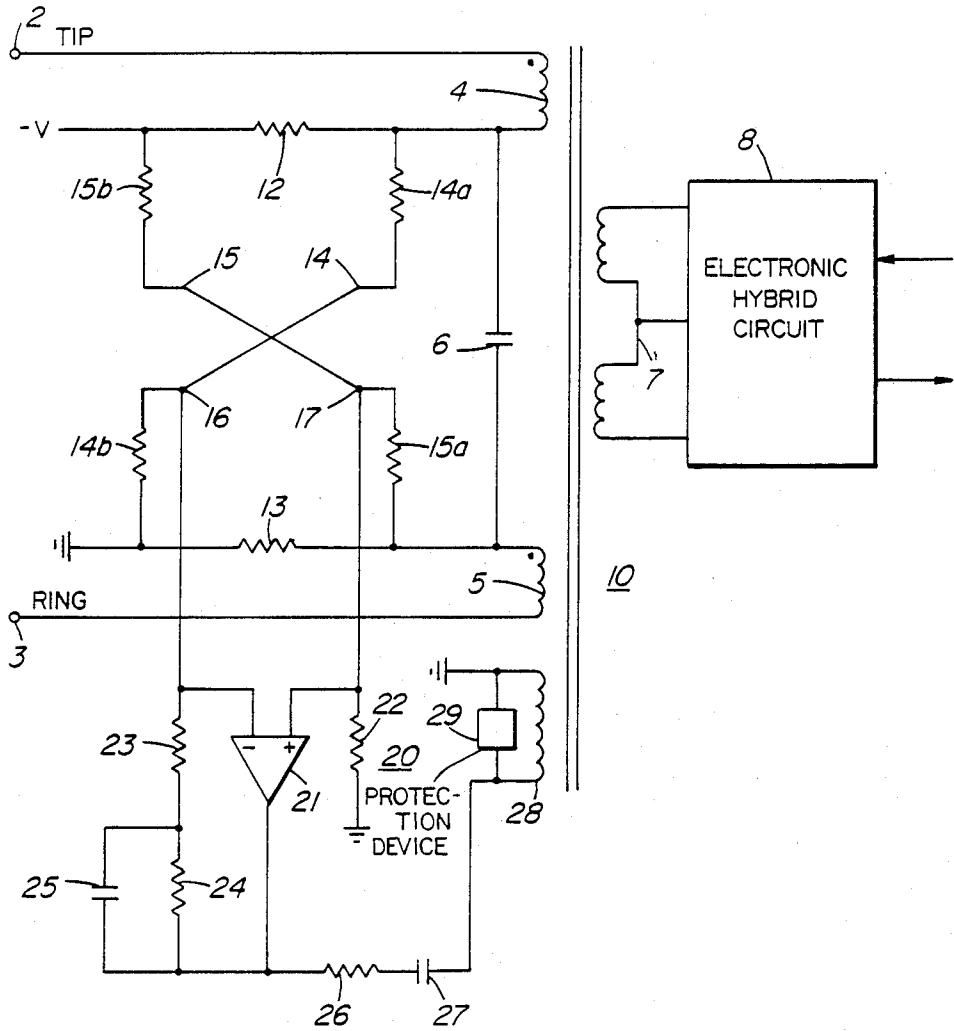 2
TIP
4
-V
12
15b
14a
8
15
14
ELECTRONIC
HYBRID
CIRCUIT
6
7
16
17
14b
15a
13
5
10
RING
3
23
22
29
20
21
PROTEC-
TION
DEVICE
28
25
24
26
27
- +